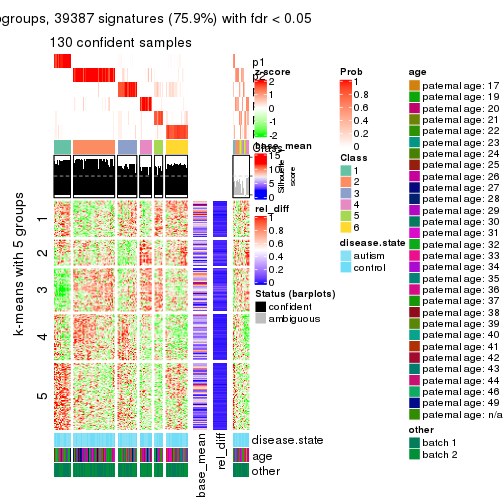 ogroups, 39387 signatures (75.9%) with fdr < 0.05
130 confident samples
p1
p2
Class
k-means with 5 groups
1
2
3
4
5
Silhouette
score
1
0.5
0
z-score
2
1
0
-1
-2
base_mean
15
10
5
0
rel_diff
1
0.8
0.6
0.4
0.2
0
Status (barplots)
confident
ambiguous
Prob
1
0.8
0.6
0.4
0.2
0
Class
1
2
3
4
5
6
disease.state
autism
control
age
paternal age: 17
paternal age: 19
paternal age: 20
paternal age: 21
paternal age: 22
paternal age: 23
paternal age: 24
paternal age: 25
paternal age: 26
paternal age: 27
paternal age: 28
paternal age: 29
paternal age: 30
paternal age: 31
paternal age: 32
paternal age: 33
paternal age: 34
paternal age: 35
paternal age: 36
paternal age: 37
paternal age: 38
paternal age: 39
paternal age: 40
paternal age: 41
paternal age: 42
paternal age: 43
paternal age: 44
paternal age: 46
paternal age: 49
paternal age: n/a
other
batch 1
batch 2
disease.state
age
other
base_mean
rel_diff